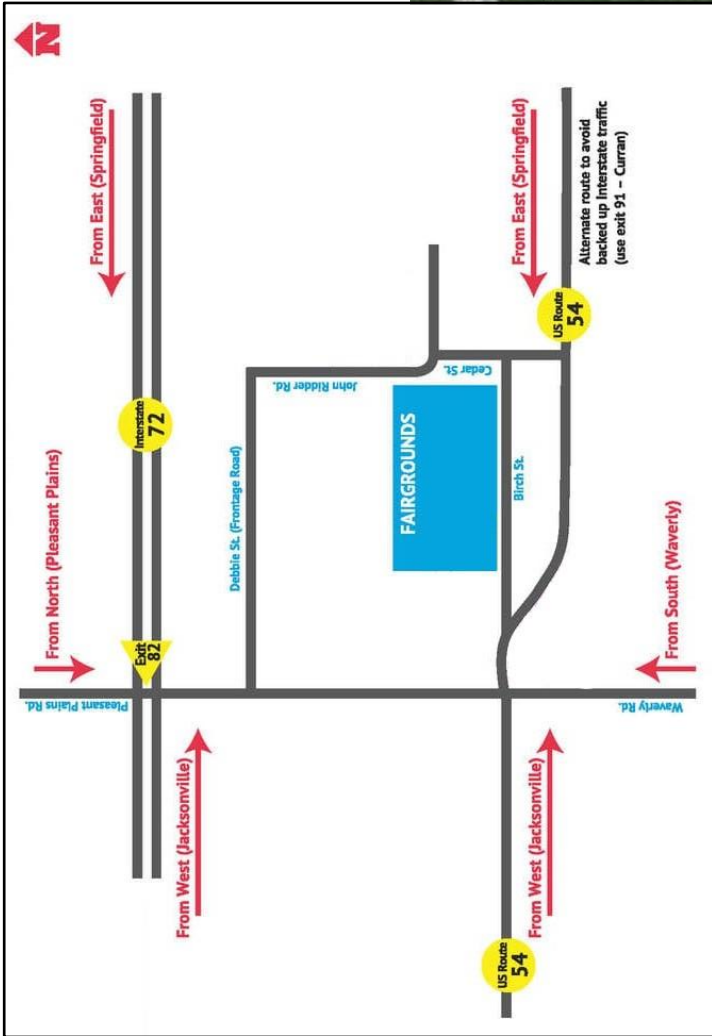 N
From East (Springfield)
Interstate
72
From North (Pleasant Plains)
Exit
82
Pleasant Plains Rd.
From West (Jacksonville)
Debbie St. (Frontage Road)
John Ridder Rd.
Cedar St.
FAIRGROUNDS
Birch St.
From East (Springfield)
US Route
54
Alternate route to avoid
backed up Interstate traffic
(use exit 91 – Curran)
From South (Waverly)
Waverly Rd.
From West (Jacksonville)
US Route
54